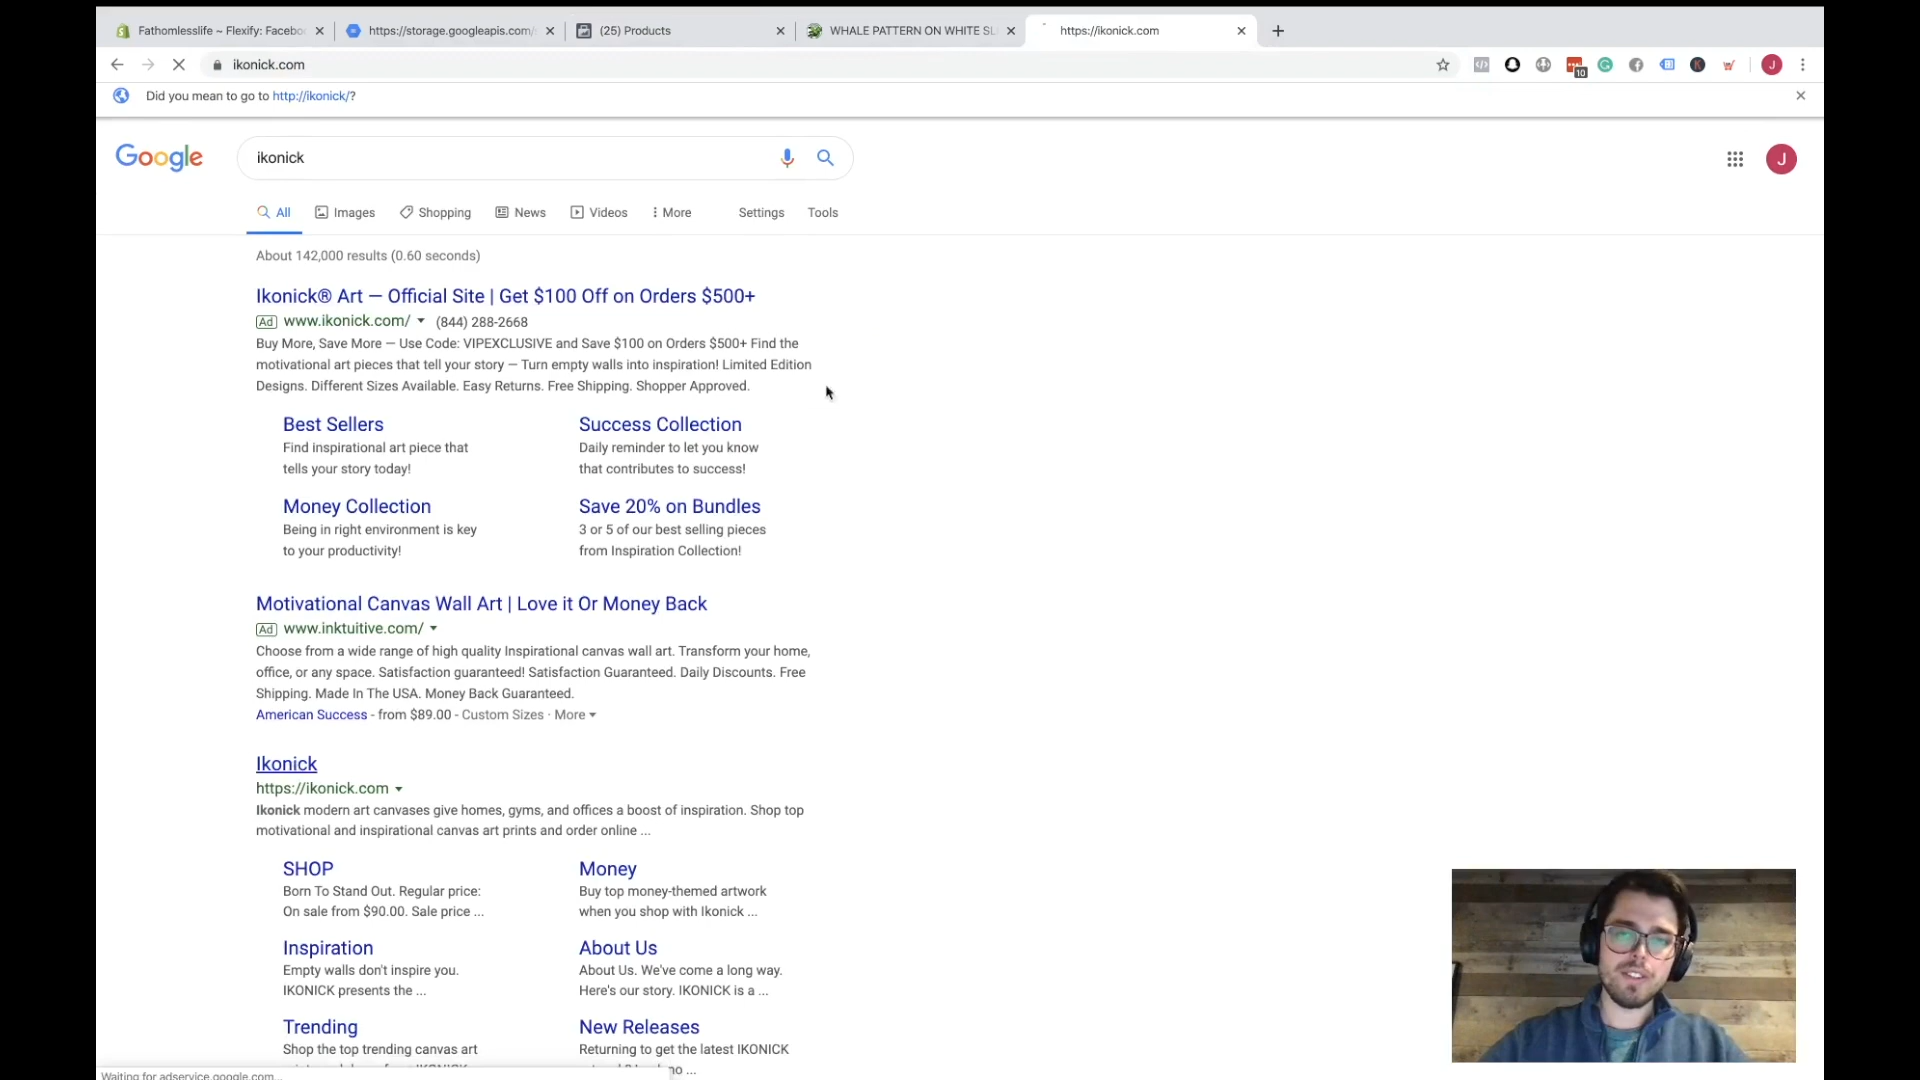 Fathomlesslife ~ Flexify: Facebo
https://storage.googleapis.com/
(25) Products
WHALE PATTERN ON WHITE SL
https://ikonick.com
ikonick.com
10
J
Did you mean to go to http://ikonick/?
Google
ikonick
J
All
Images
Shopping
News
Videos
More
Settings
Tools
About 142,000 results (0.60 seconds)
Ikonick® Art — Official Site | Get $100 Off on Orders $500+
Ad www.ikonick.com/ (844) 288-2668
Buy More, Save More — Use Code: VIPEXCLUSIVE and Save $100 on Orders $500+ Find the
motivational art pieces that tell your story — Turn empty walls into inspiration! Limited Edition
Designs. Different Sizes Available. Easy Returns. Free Shipping. Shopper Approved.
Best Sellers
Find inspirational art piece that
tells your story today!
Success Collection
Daily reminder to let you know
that contributes to success!
Money Collection
Being in right environment is key
to your productivity!
Save 20% on Bundles
3 or 5 of our best selling pieces
from Inspiration Collection!
Motivational Canvas Wall Art | Love it Or Money Back
Ad www.inktuitive.com/
Choose from a wide range of high quality Inspirational canvas wall art. Transform your home,
office, or any space. Satisfaction guaranteed! Satisfaction Guaranteed. Daily Discounts. Free
Shipping. Made In The USA. Money Back Guaranteed.
American Success - from $89.00 - Custom Sizes · More
Ikonick
https://ikonick.com
Ikonick modern art canvases give homes, gyms, and offices a boost of inspiration. Shop top
motivational and inspirational canvas art prints and order online ...
SHOP
Born To Stand Out. Regular price:
On sale from $90.00. Sale price ...
Money
Buy top money-themed artwork
when you shop with Ikonick ...
Inspiration
Empty walls don't inspire you.
IKONICK presents the ...
About Us
About Us. We've come a long way.
Here's our story. IKONICK is a ...
Trending
Shop the top trending canvas art
New Releases
Returning to get the latest IKONICK
Waiting for adservice.google.com...